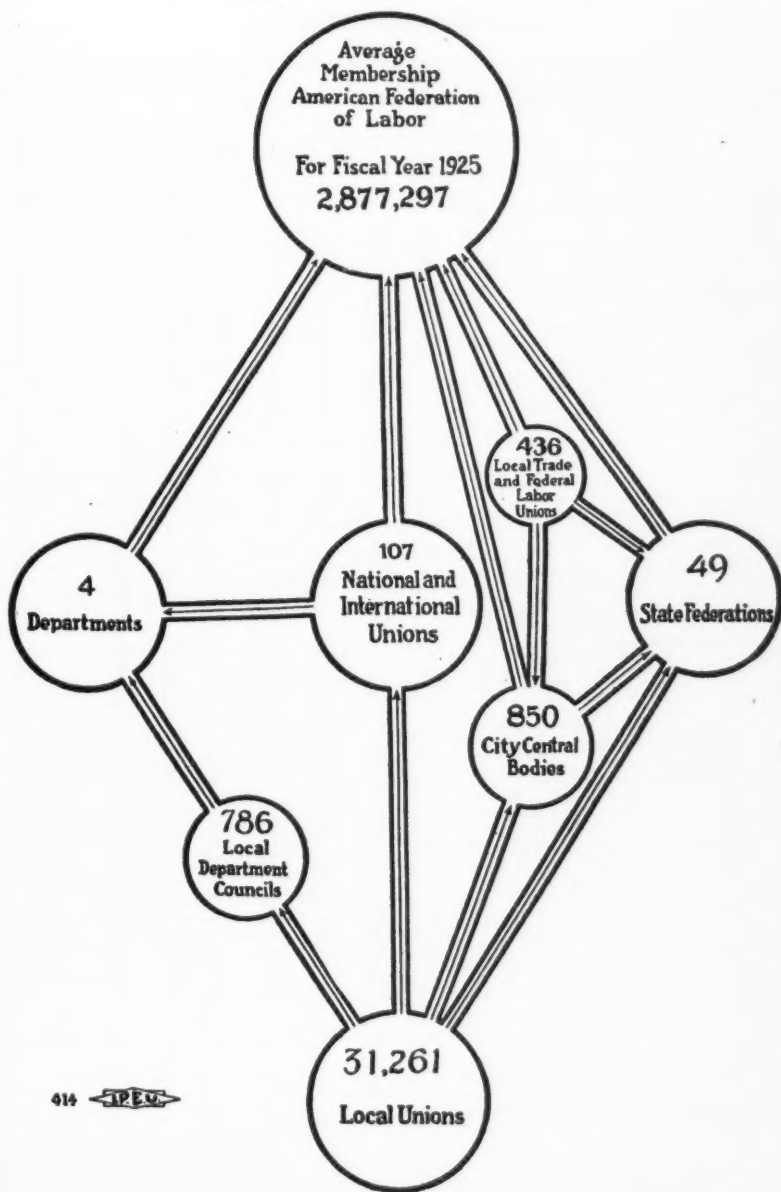 Average
Membership
American Federation
of Labor
For Fiscal Year 1925
2,877,297
436
Local Trade
and Federal
Labor
Unions
4
Departments
107
National and
International
Unions
49
State Federations
850
City Central
Bodies
786
Local
Department
Councils
31,261
Local Unions
414 I.P.E.U.